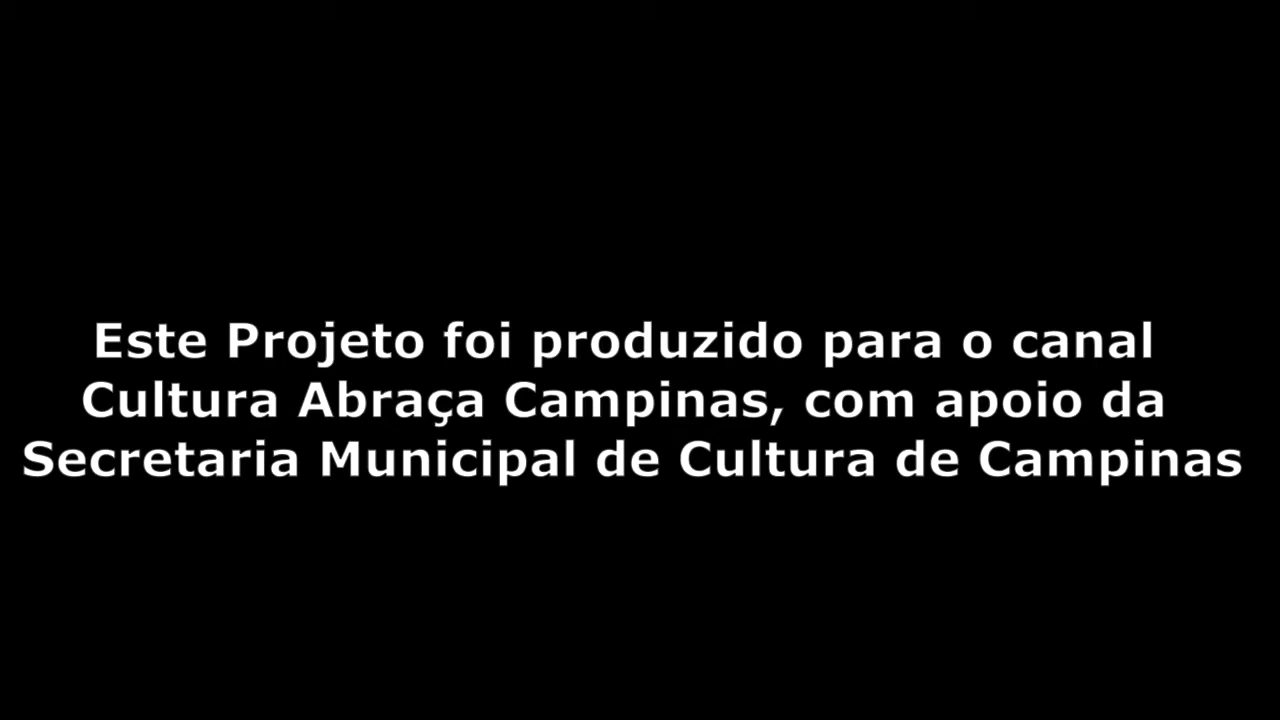 Este Projeto foi produzido para o canal
Cultura Abraça Campinas, com apoio da
Secretaria Municipal de Cultura de Campinas